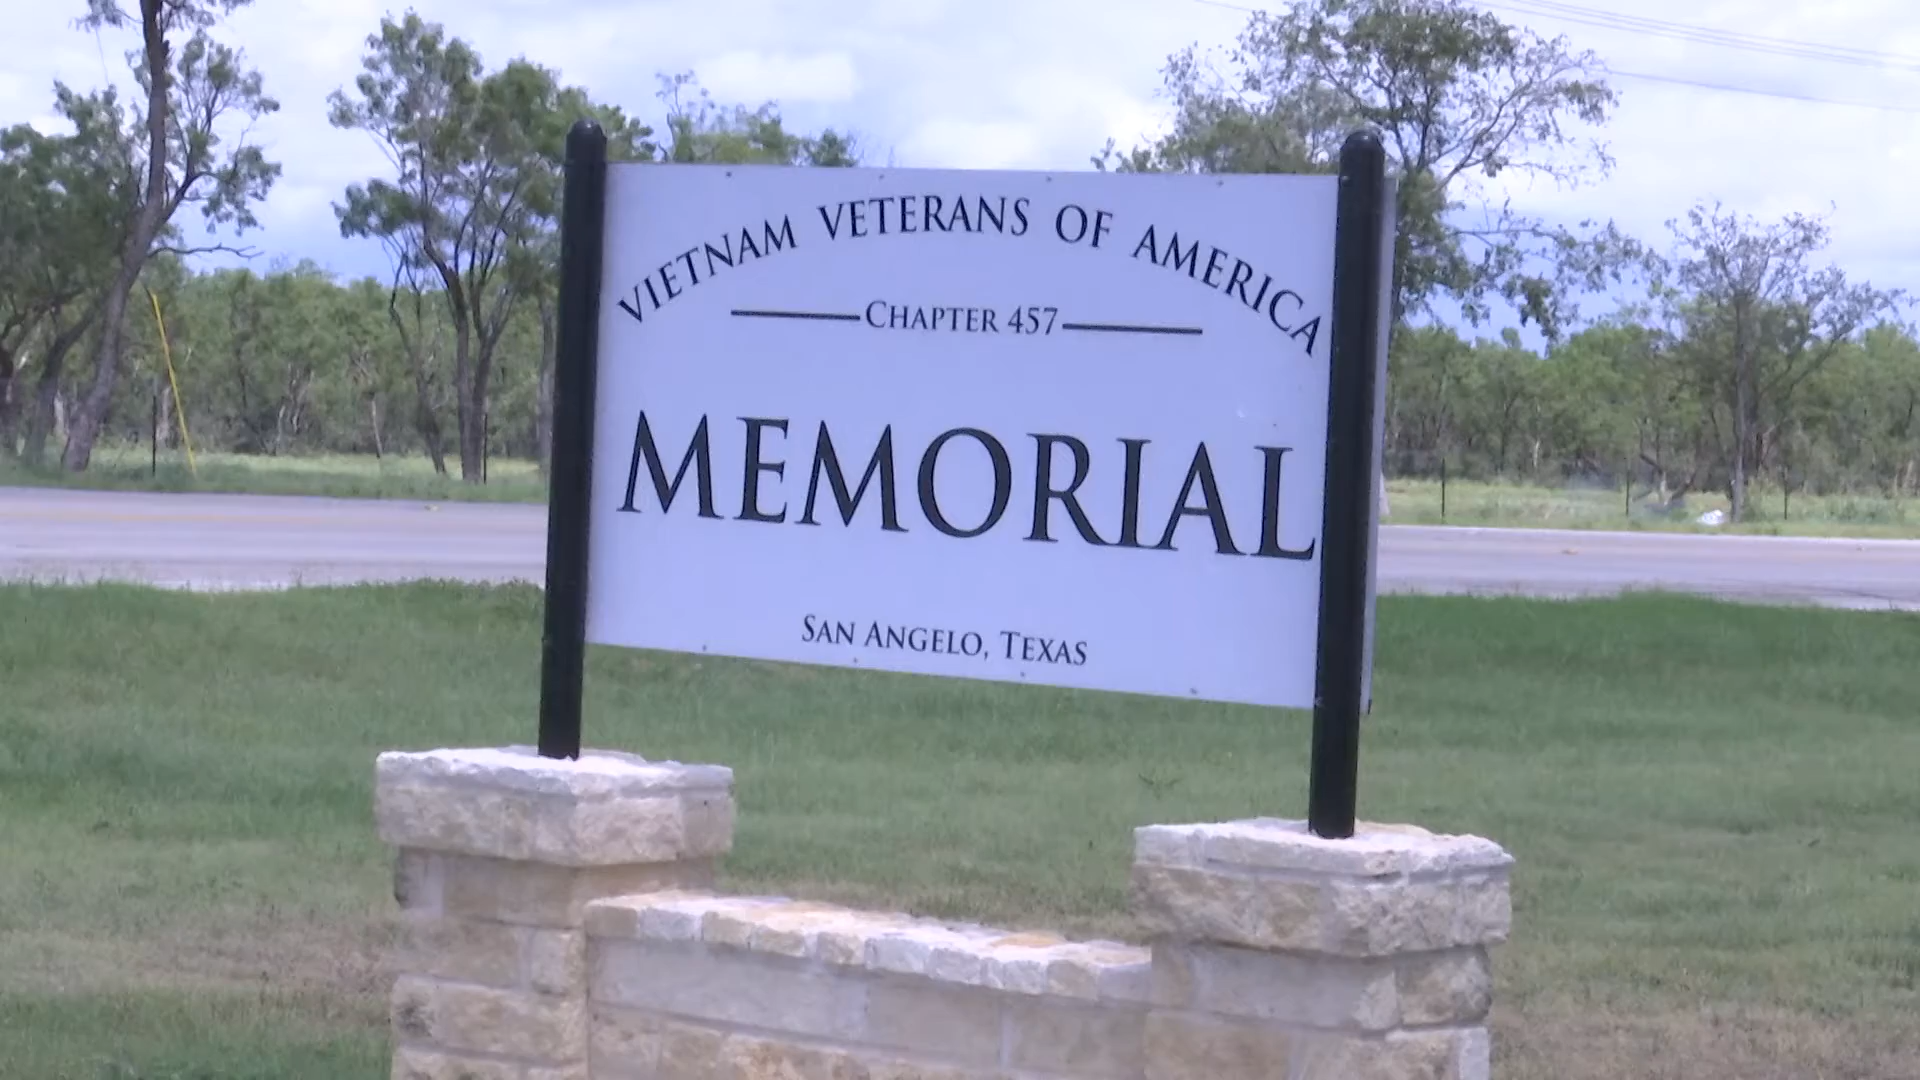 VIETNAM VETERANS OF AMERICA
CHAPTER 457
MEMORIAL
SAN ANGELO, TEXAS